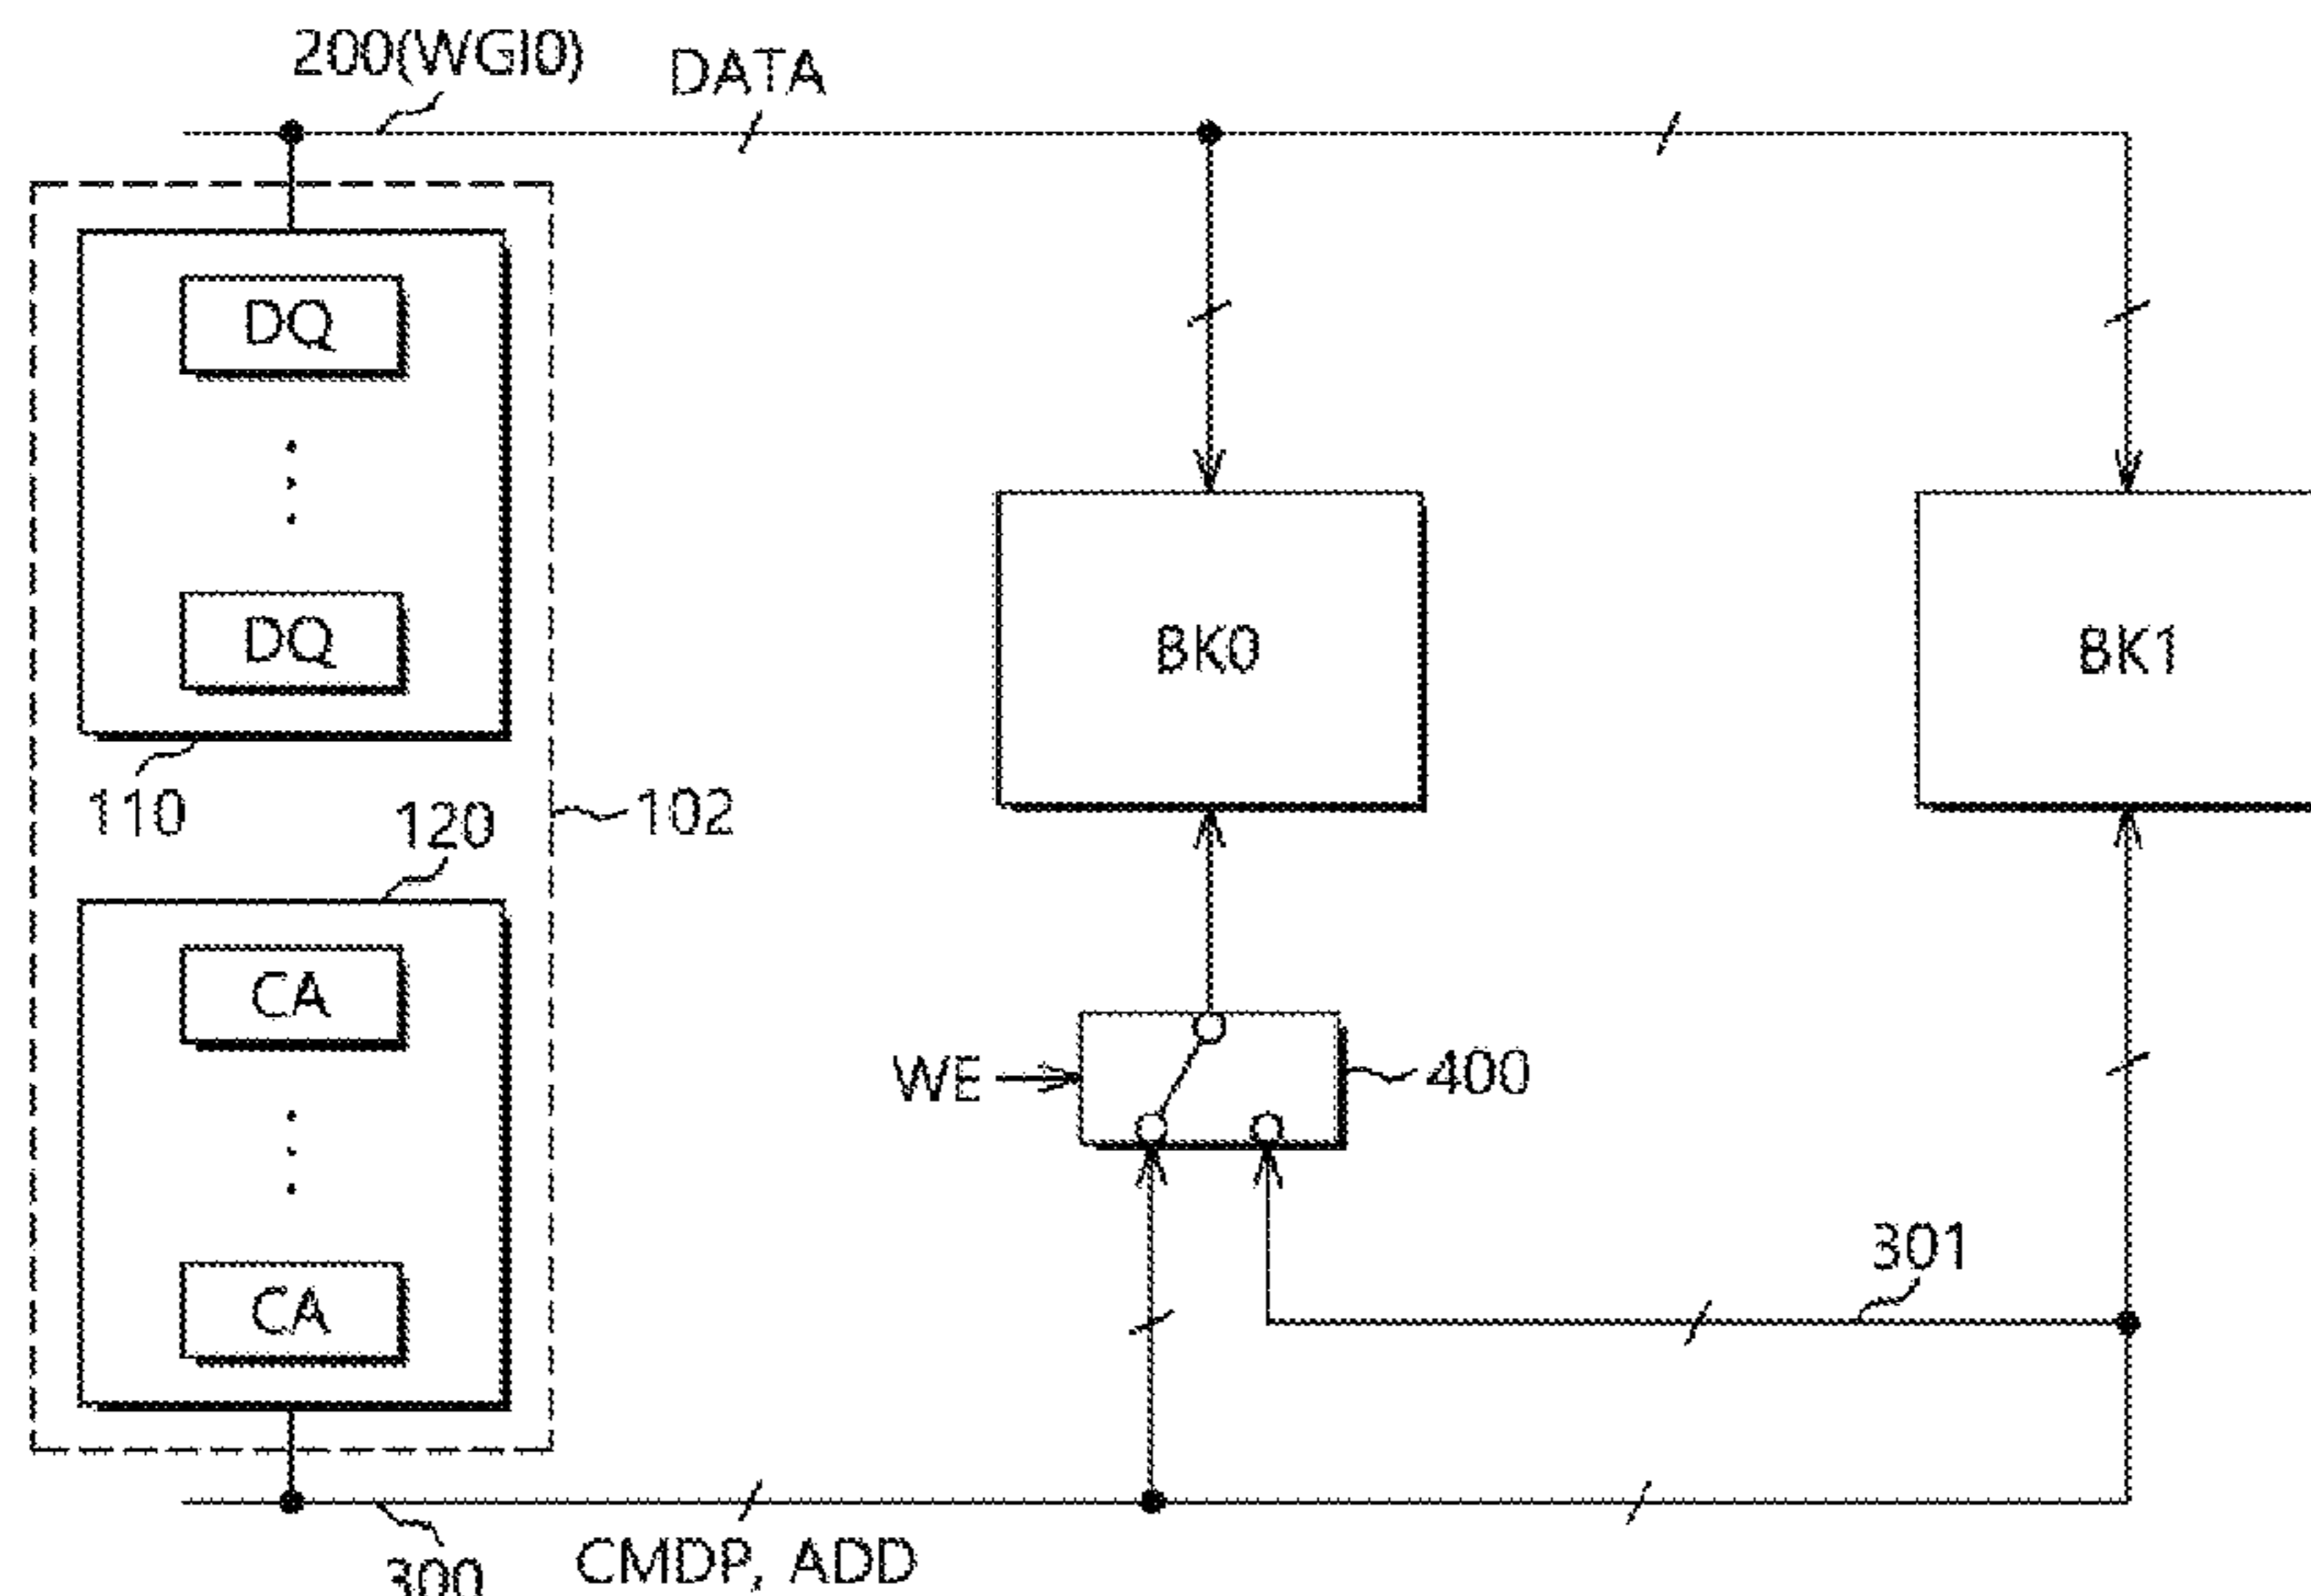 200(WGI0)
DATA
DQ
DQ
BK0
BK1
110
120
102
CA
WE
400
301
CA
300
CMDP, ADD